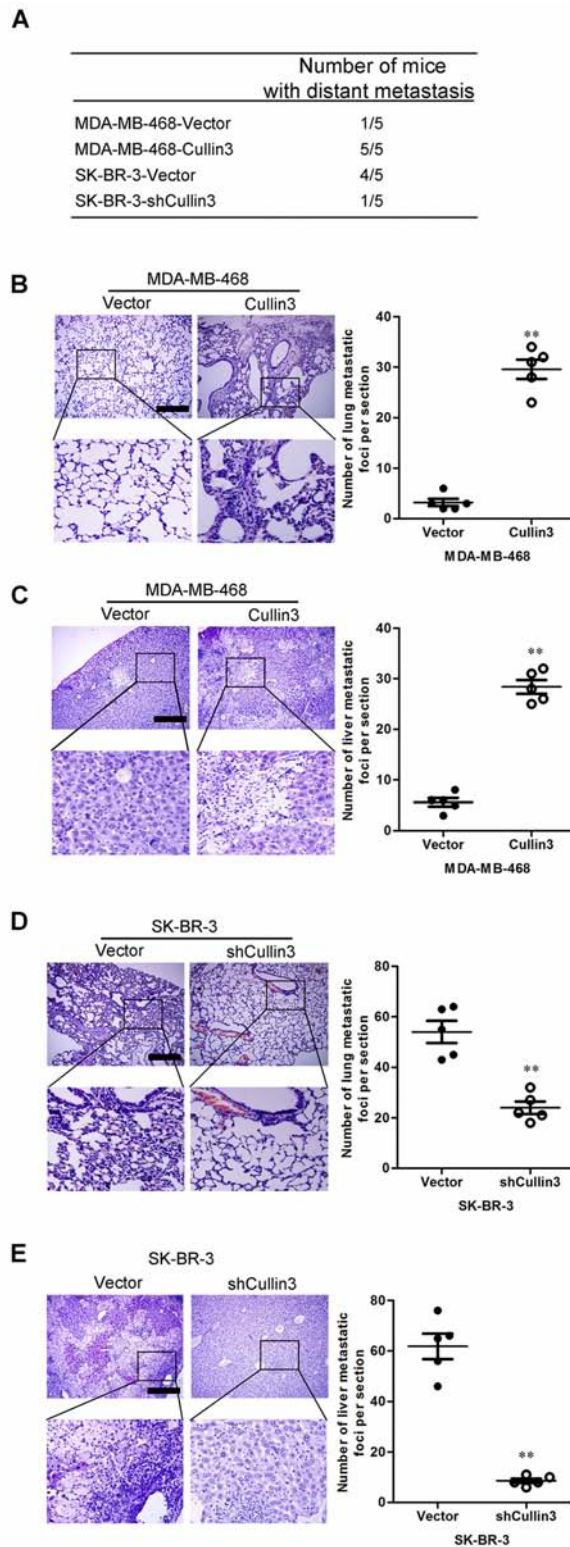 A
Number of mice
with distant metastasis
MDA-MB-468-Vector 1/5
MDA-MB-468-Cullin3 5/5
SK-BR-3-Vector 4/5
SK-BR-3-shCullin3 1/5
B
MDA-MB-468
Vector Cullin3
Number of lung metastatic
foci per section
40
30
20
10
0
**
Vector Cullin3
MDA-MB-468
C
MDA-MB-468
Vector Cullin3
Number of liver metastatic
foci per section
40
30
20
10
0
**
Vector Cullin3
MDA-MB-468
D
SK-BR-3
Vector shCullin3
Number of lung metastatic
foci per section
80
60
40
20
0
**
Vector shCullin3
SK-BR-3
E
SK-BR-3
Vector shCullin3
Number of liver metastatic
foci per section
80
60
40
20
0
**
Vector shCullin3
SK-BR-3